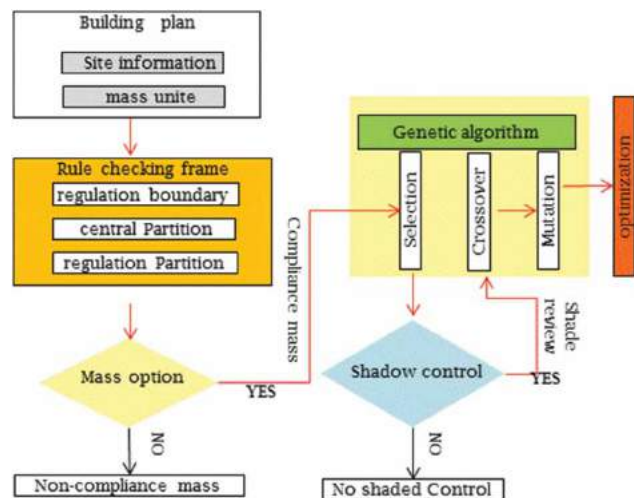 Building plan
Site information
mass unite
Rule checking frame
regulation boundary
central Partition
regulation Partition
Mass option
YES
NO
Non-compliance mass
Compliance mass
Genetic algorithm
Selection
Crossover
Mutation
optimization
Shadow control
YES
Shade
review
NO
No shaded Control